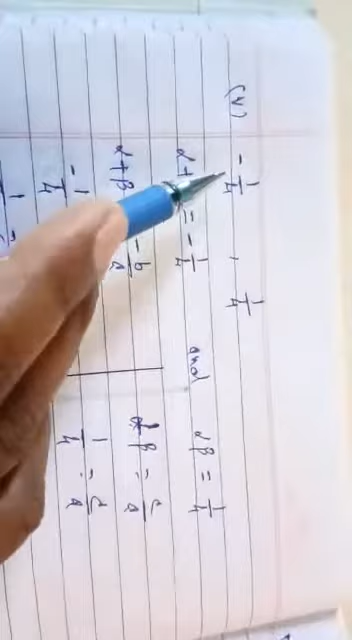 (v) -1/4 , 1/4
α+ = -1/4 and αβ = 1/4
α+β -b/a αβ = c/a
-1/4 1/4 = c/a